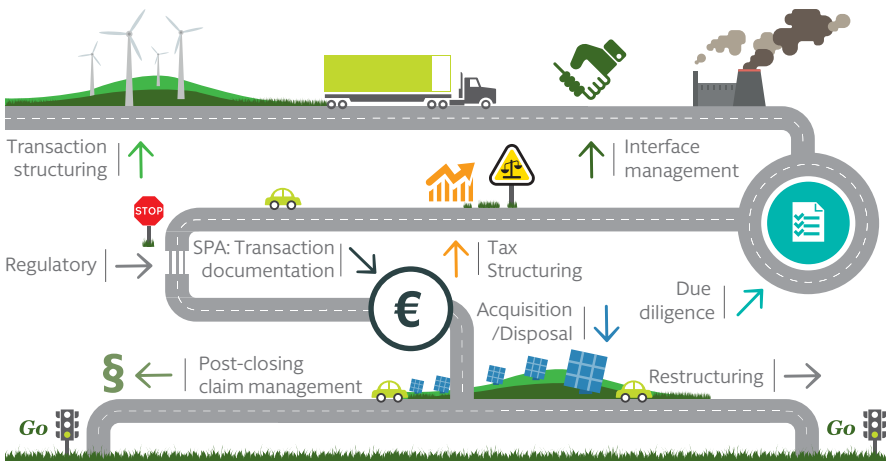 Transaction
structuring
Interface
management
STOP
Regulatory
SPA: Transaction
documentation
€
Tax
Structuring
Due
diligence
Acquisition
/Disposal
§
Post-closing
claim management
Restructuring
Go
Go